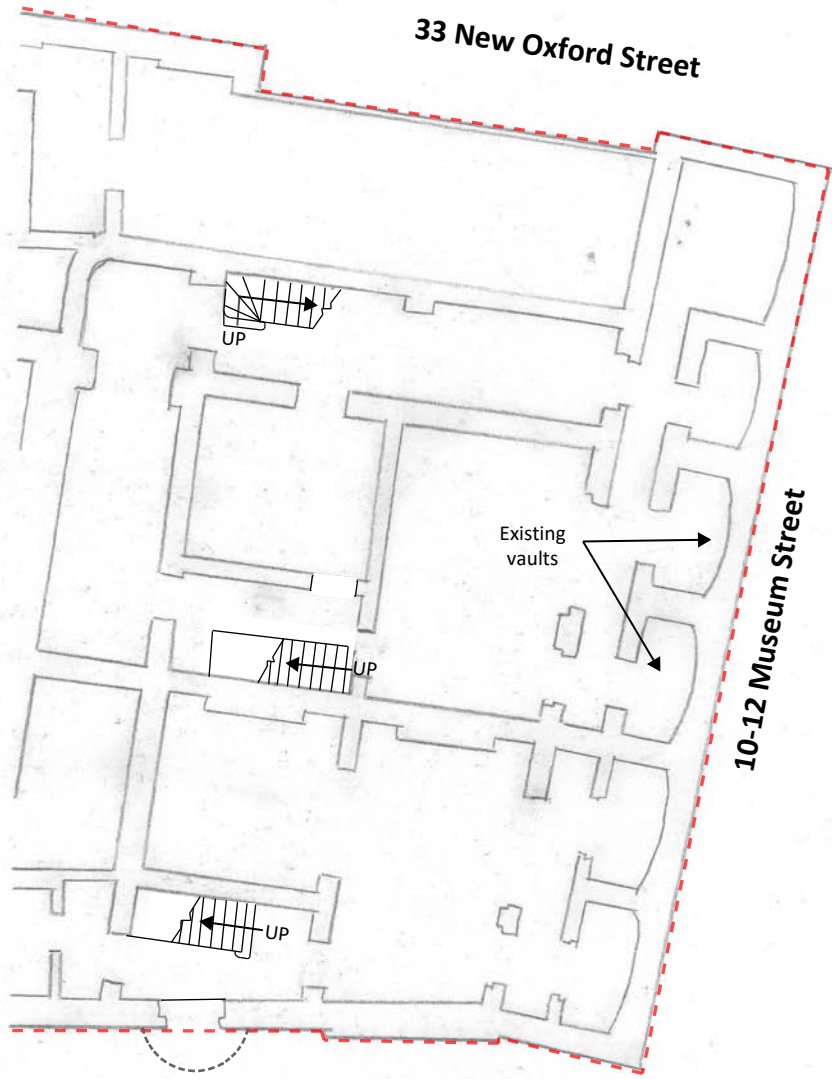 33 New Oxford Street
UP
Existing
vaults
10-12 Museum Street
UP
UP